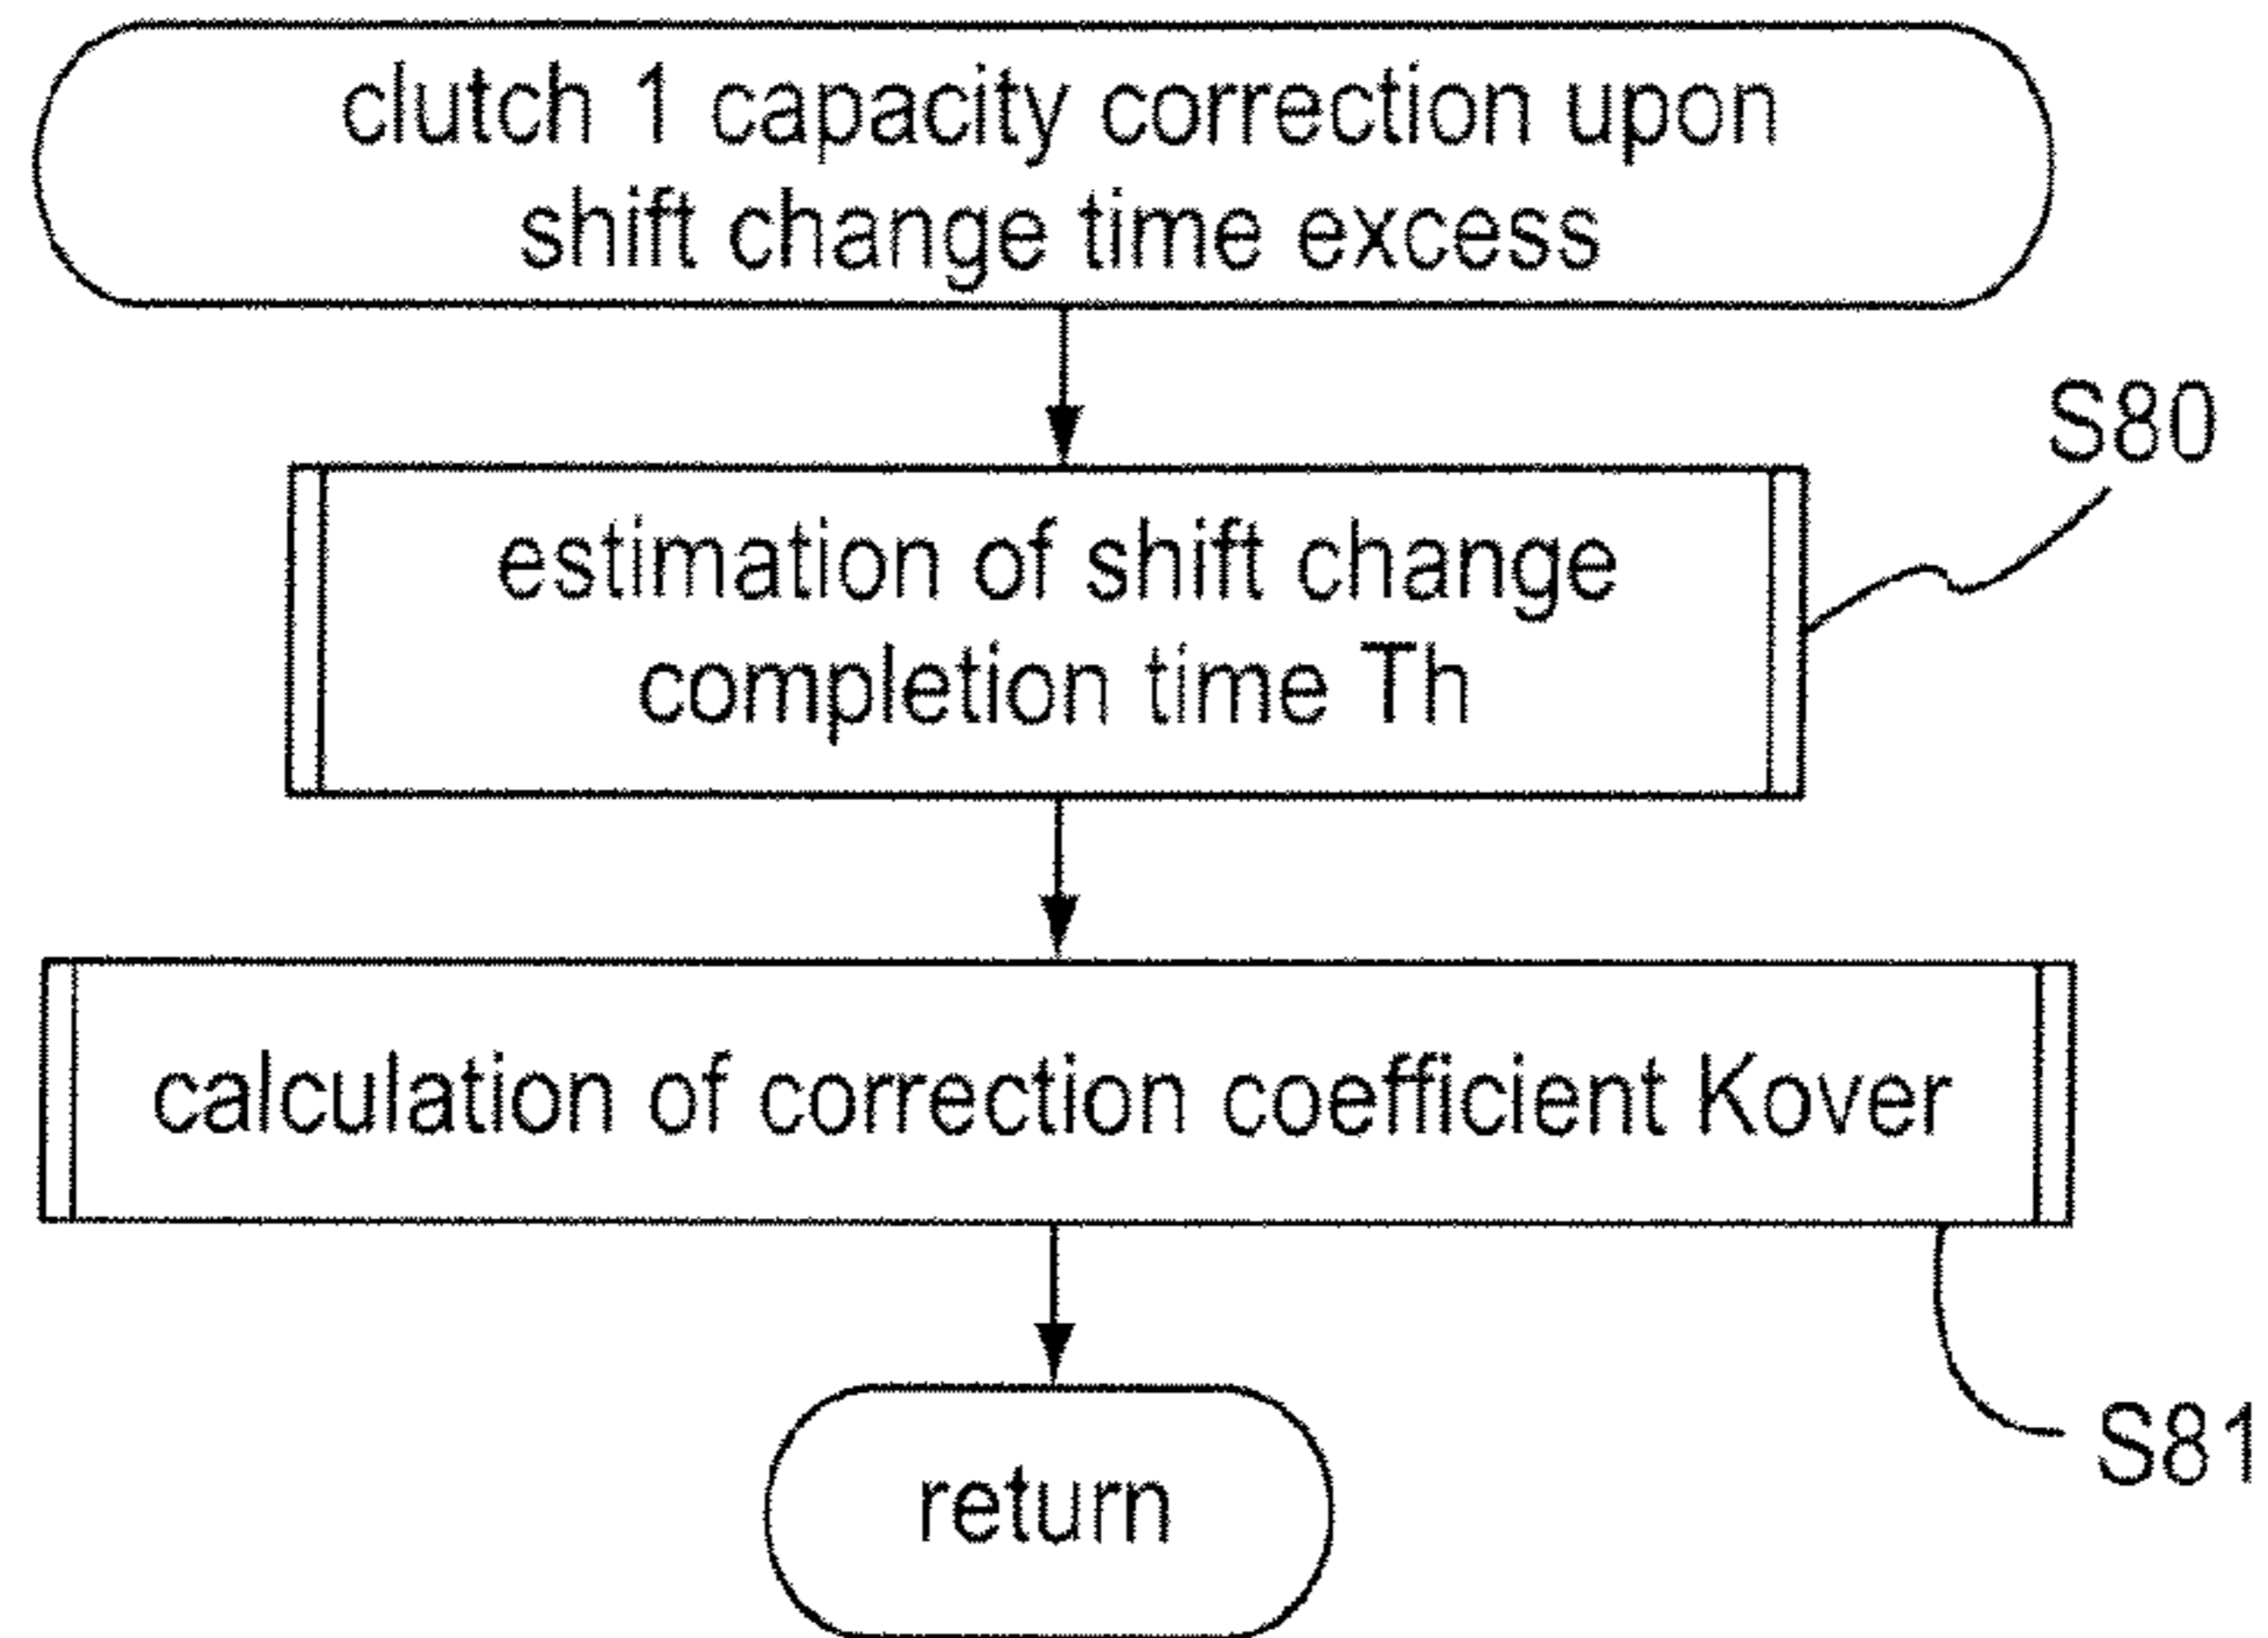 clutch 1 capacity correction upon
shift change time excess
S80
estimation of shift change
completion time Th
calculation of correction coefficient Kover
S81
return